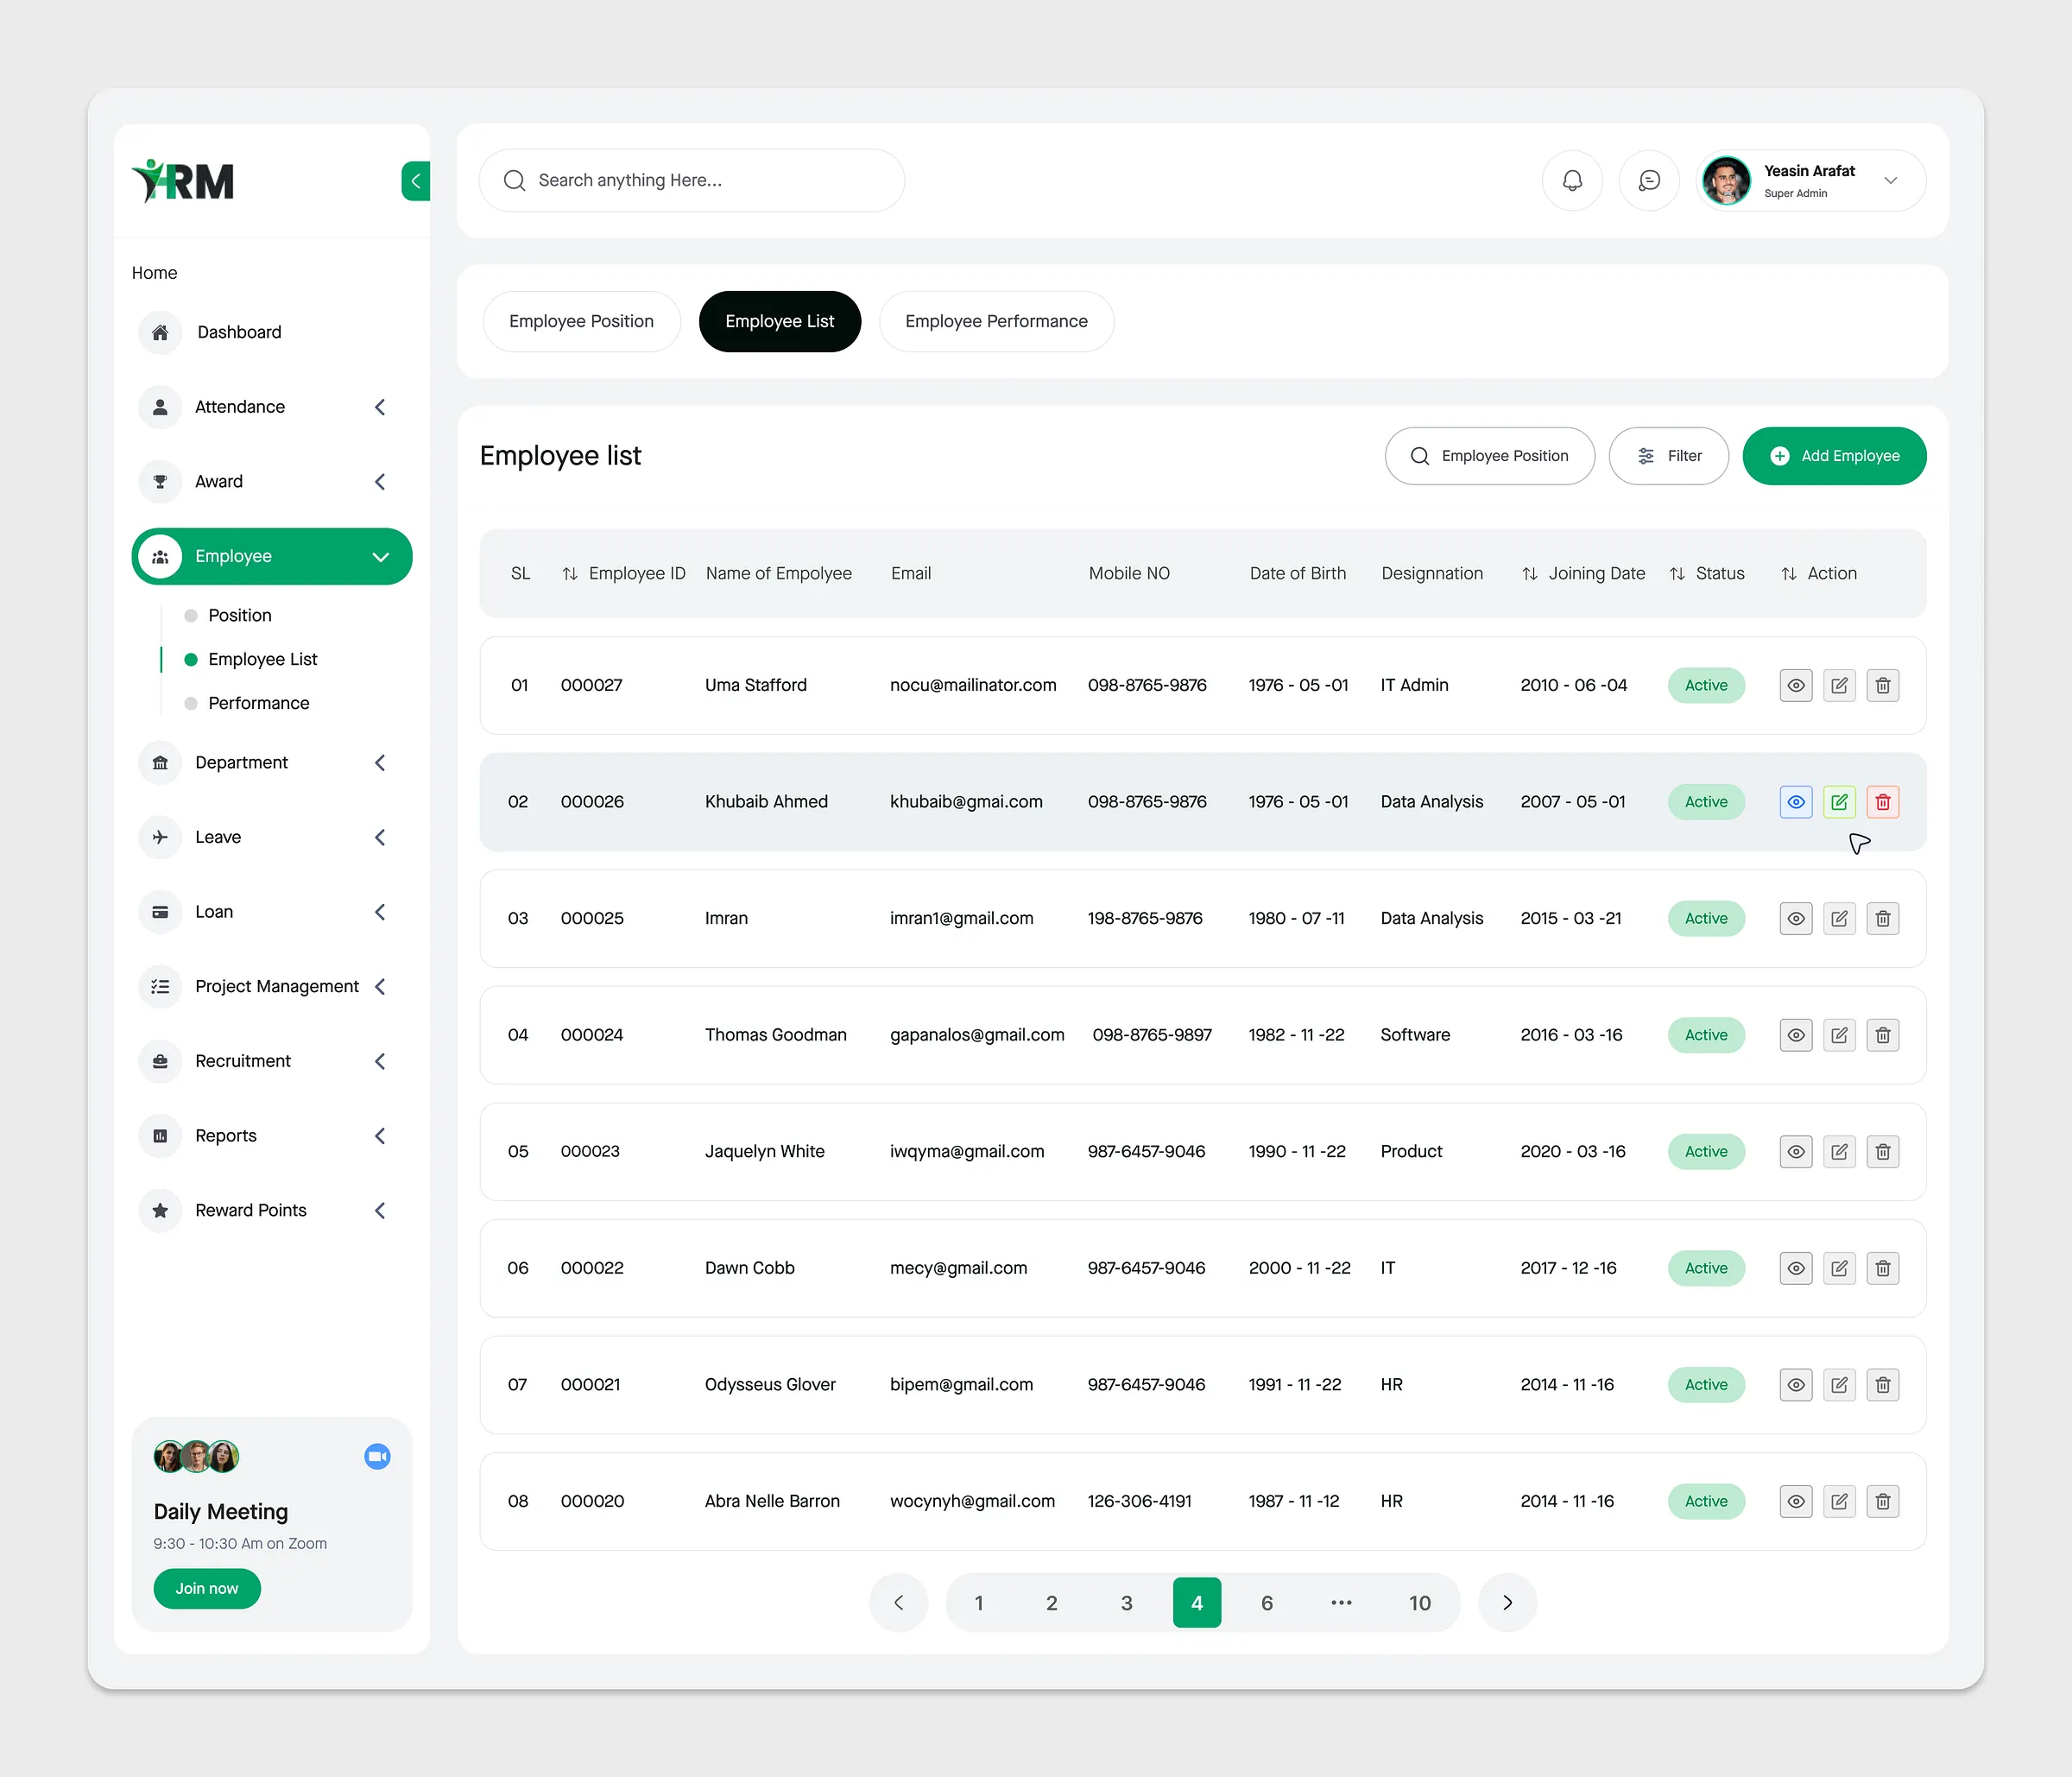 HRM
Home
Dashboard
Attendance
Award
Employee
Position
Employee List
Performance
Department
Leave
Loan
Project Management
Recruitment
Reports
Reward Points
Daily Meeting
9:30 - 10:30 Am on Zoom
Join now
Search anything Here...
Yeasin Arafat
Super Admin
Employee Position Employee List Employee Performance
Employee list Employee Position Filter Add Employee
SL Employee ID Name of Empolyee Email Mobile NO Date of Birth Designnation Joining Date Status Action
01 000027 Uma Stafford nocu@mailinator.com 098-8765-9876 1976 - 05 -01 IT Admin 2010 - 06 -04 Active
02 000026 Khubaib Ahmed khubaib@gmai.com 098-8765-9876 1976 - 05 -01 Data Analysis 2007 - 05 -01 Active
03 000025 Imran imran1@gmail.com 198-8765-9876 1980 - 07 -11 Data Analysis 2015 - 03 -21 Active
04 000024 Thomas Goodman gapanalos@gmail.com 098-8765-9897 1982 - 11 -22 Software 2016 - 03 -16 Active
05 000023 Jaquelyn White iwqyma@gmail.com 987-6457-9046 1990 - 11 -22 Product 2020 - 03 -16 Active
06 000022 Dawn Cobb mecy@gmail.com 987-6457-9046 2000 - 11 -22 IT 2017 - 12 -16 Active
07 000021 Odysseus Glover bipem@gmail.com 987-6457-9046 1991 - 11 -22 HR 2014 - 11 -16 Active
08 000020 Abra Nelle Barron wocynyh@gmail.com 126-306-4191 1987 - 11 -12 HR 2014 - 11 -16 Active
1 2 3 4 6 ••• 10